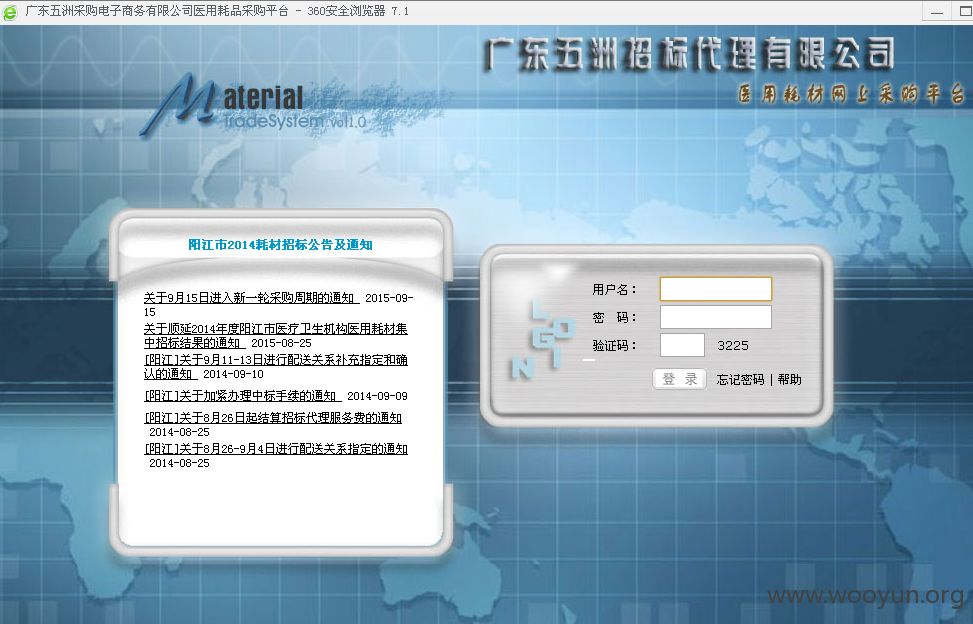 广东五洲采购电子商务有限公司医用耗品采购平台 - 360安全浏览器 7.1
广东五洲招标代理有限公司
医用耗材网上采购平台
Material
TradeSystem vol1.0
阳江市2014耗材招标公告及通知
关于9月15日进入新一轮采购周期的通知 2015-09-
15
关于顺延2014年度阳江市医疗卫生机构医用耗材集
中招标结果的通知 2015-08-25
[阳江]关于9月11-13日进行配送关系补充指定和确
认的通知 2014-09-10
[阳江]关于加紧办理中标手续的通知 2014-09-09
[阳江]关于8月26日起结算招标代理服务费的通知
2014-08-25
[阳江]关于8月26-9月4日进行配送关系指定的通知
2014-08-25
LOGIN
用户名：
密 码：
验证码： 3225
登 录 忘记密码 | 帮助
www.wooyun.org